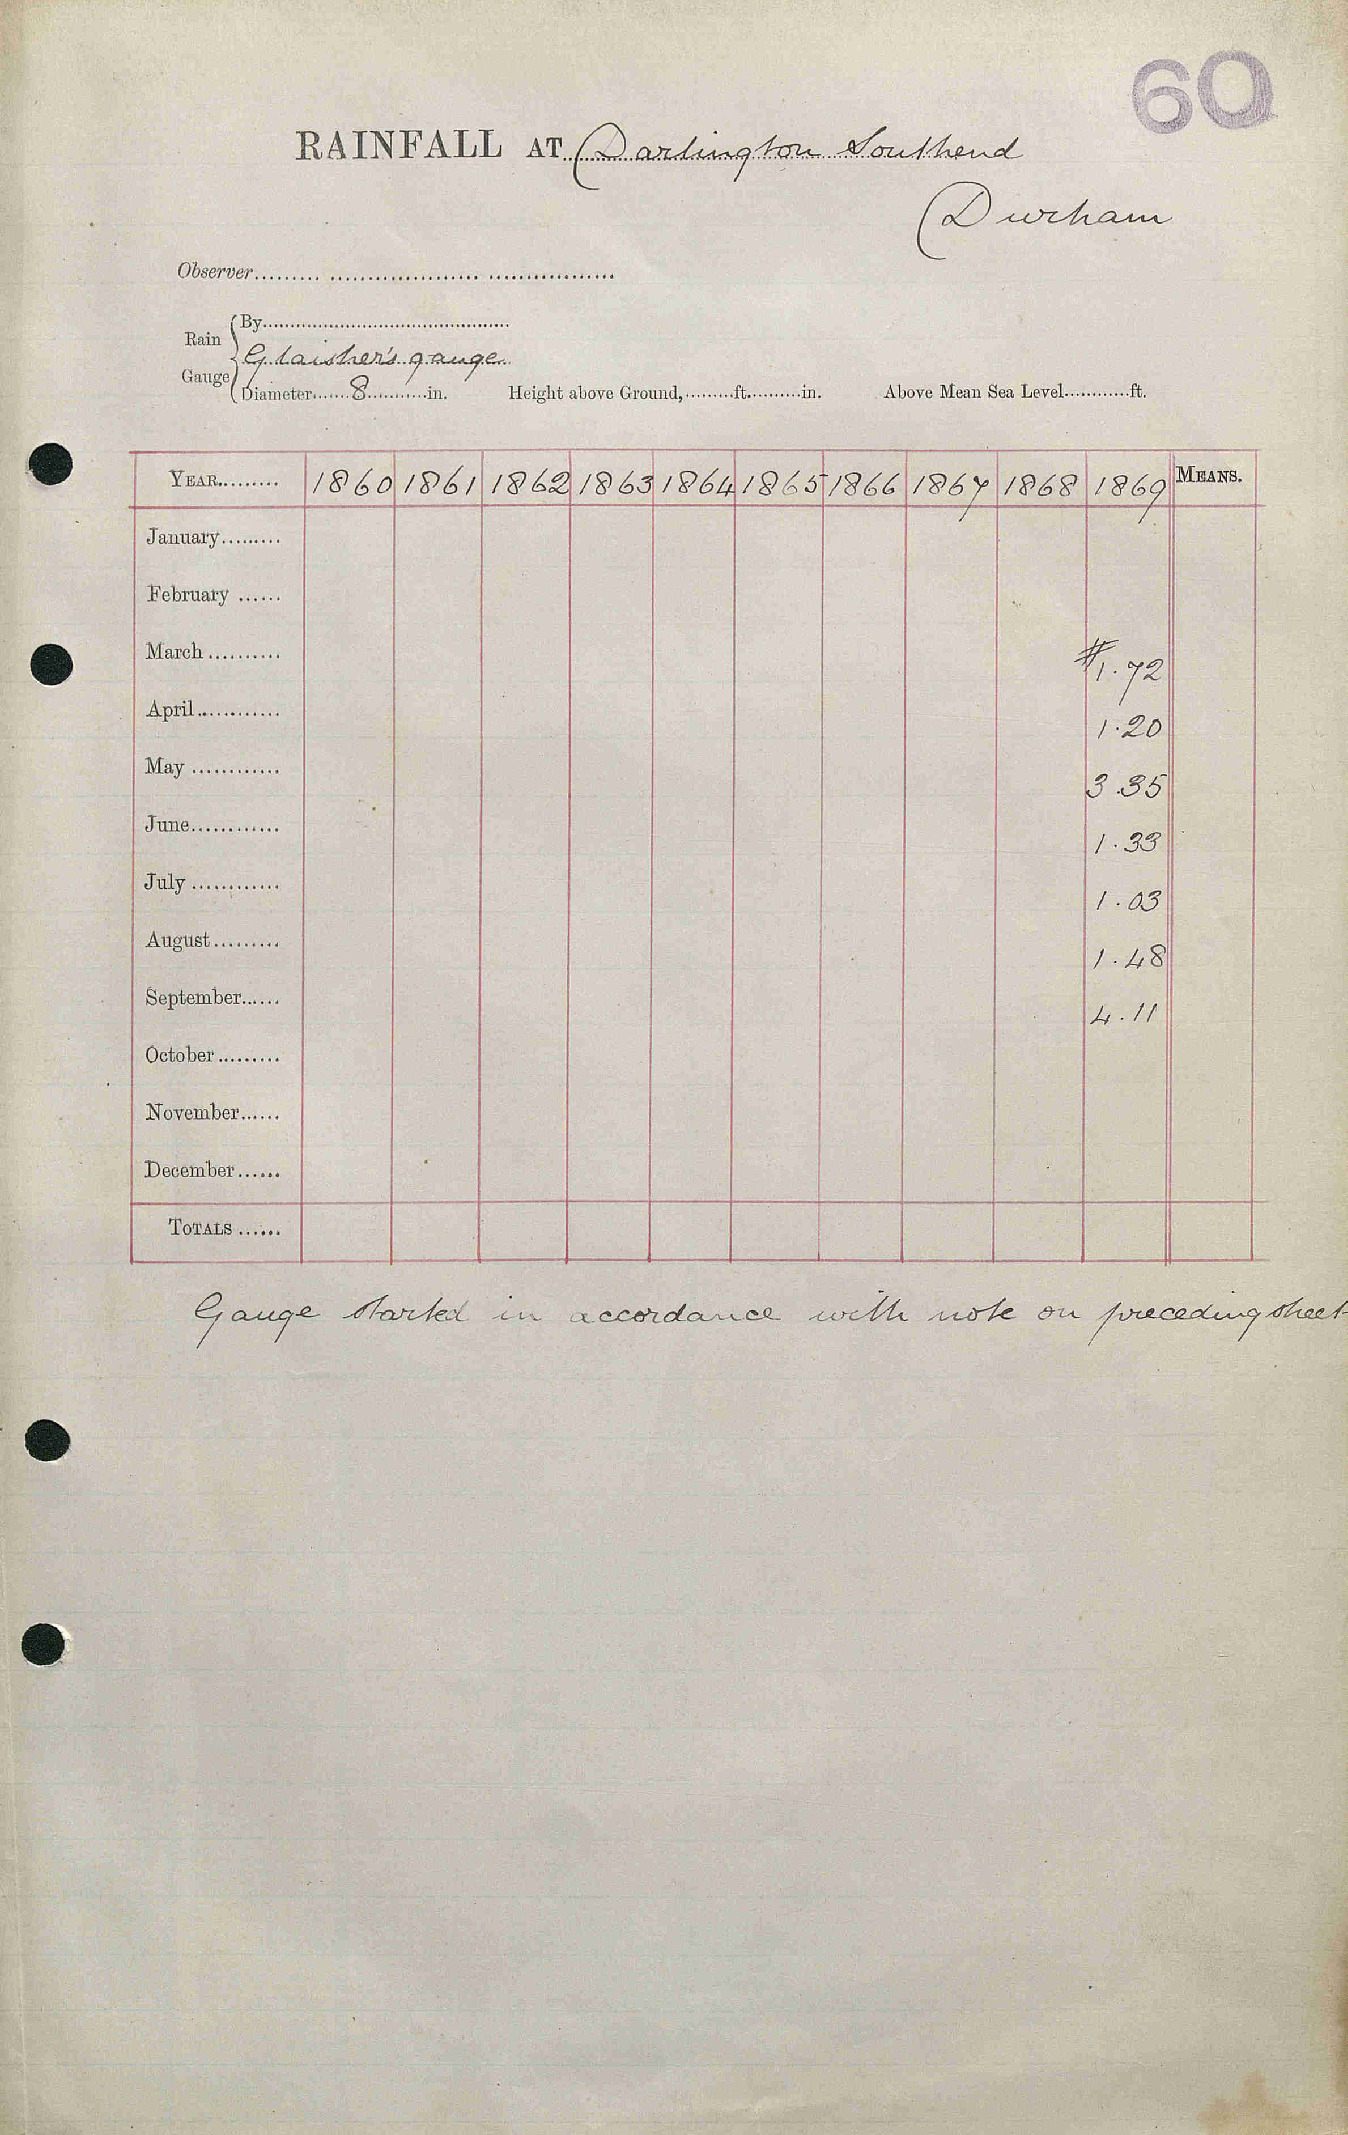 60
RAINFALL AT Darlington Southend
Durham
Observer
Rain Gauge { By
Glaisher's gauge
Diameter 8 in. Height above Ground, ft. in. Above Mean Sea Level ft.
YEAR 1860 1861 1862 1863 1864 1865 1866 1867 1868 1869 MEANS.
January
February
March #1.72
April 1.20
May 3.35
June 1.33
July 1.03
August 1.48
September 4.11
October
November
December
TOTALS
Gauge started in accordance with note on preceding sheet